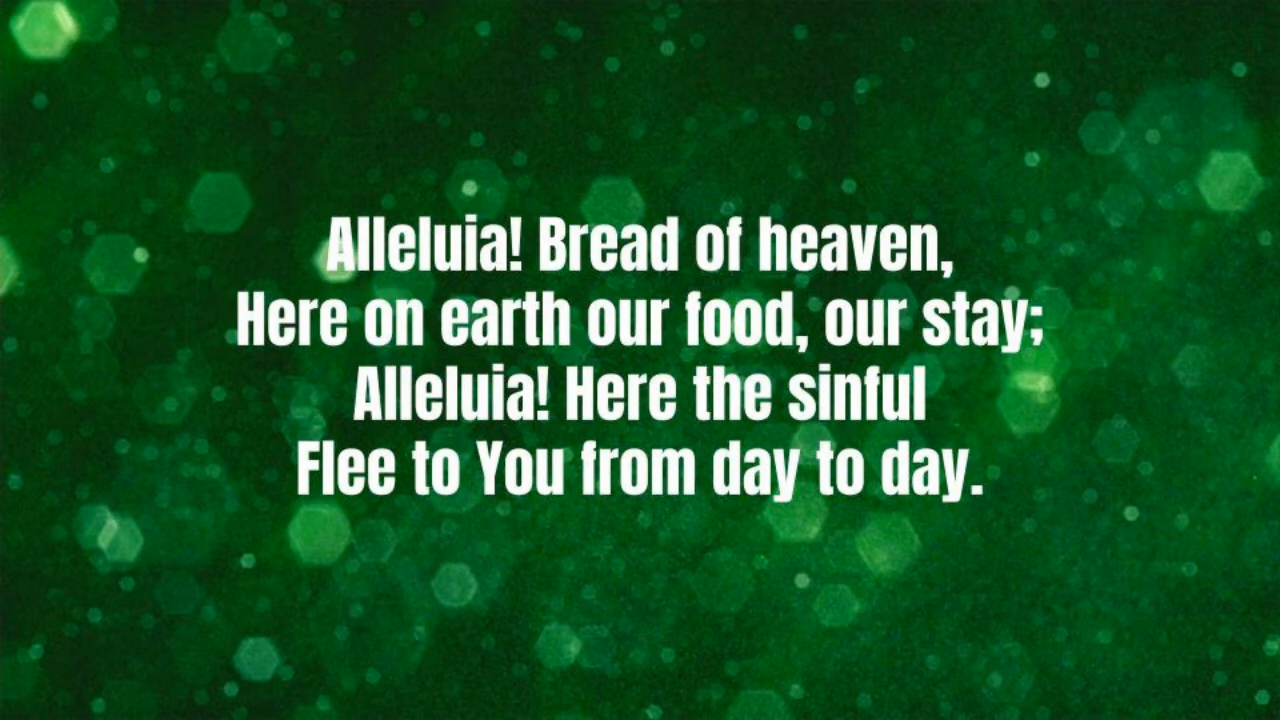 Alleluia! Bread of heaven,
Here on earth our food, our stay;
Alleluia! Here the sinful
Flee to You from day to day.